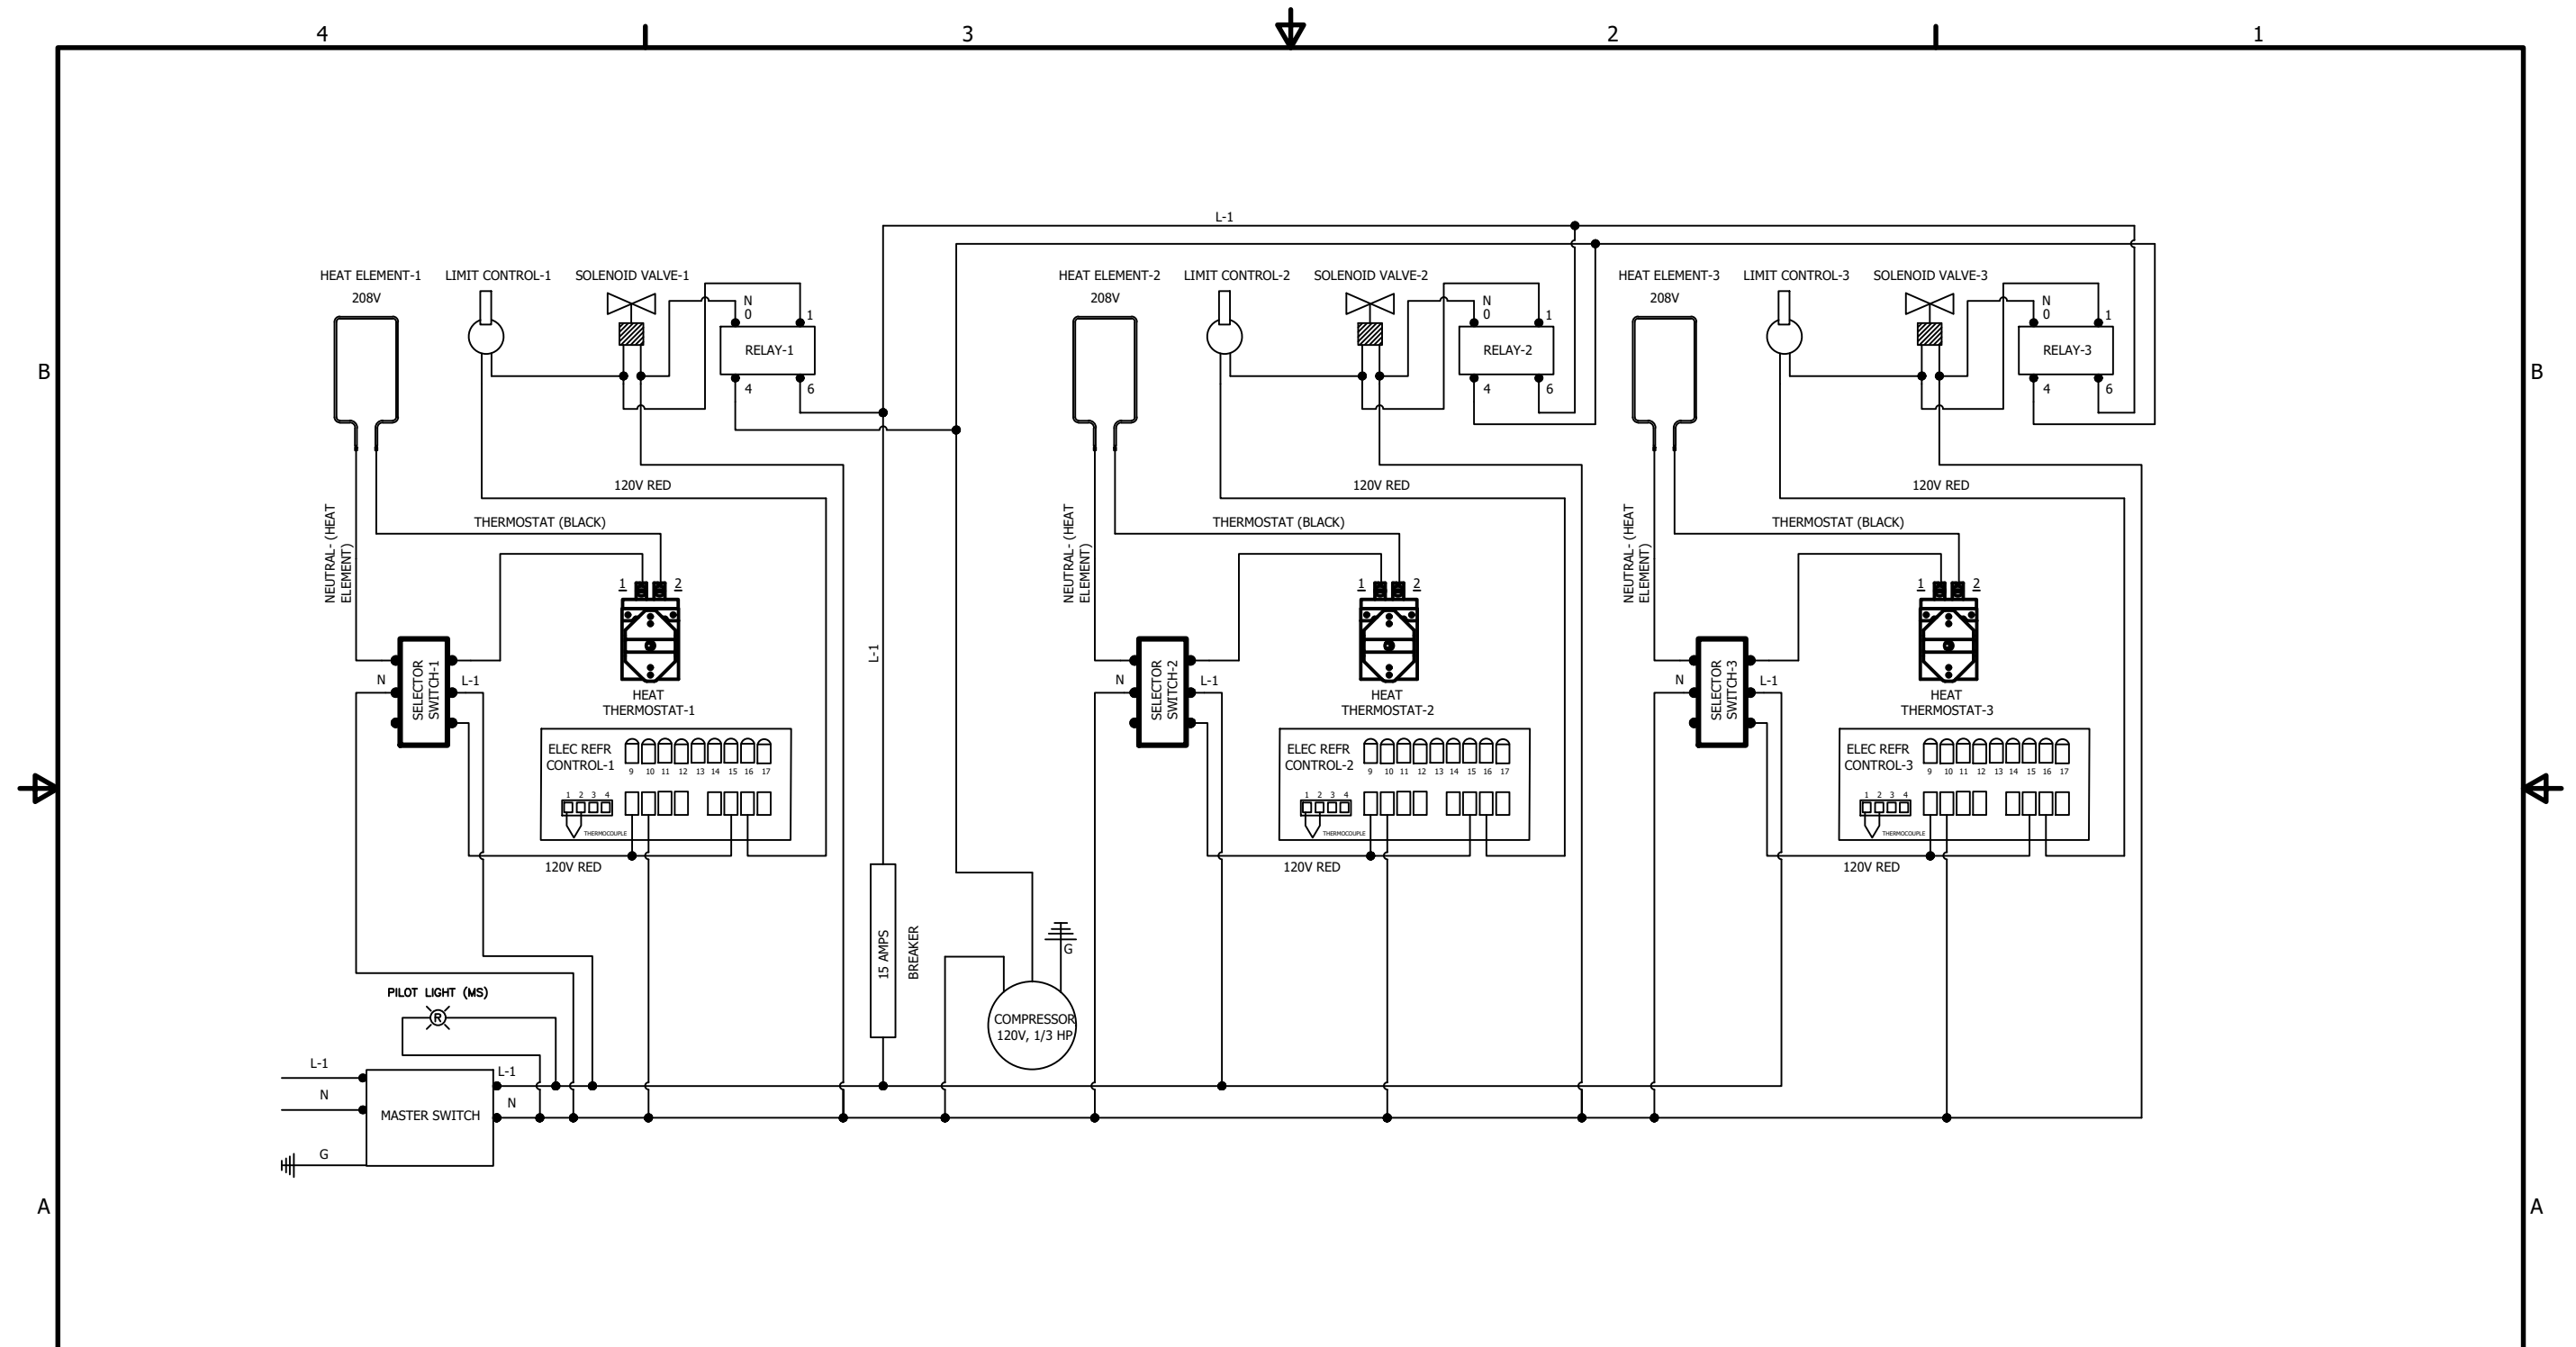 4 3 2 1
L-1
HEAT ELEMENT-1 LIMIT CONTROL-1 SOLENOID VALVE-1 HEAT ELEMENT-2 LIMIT CONTROL-2 SOLENOID VALVE-2 HEAT ELEMENT-3 LIMIT CONTROL-3 SOLENOID VALVE-3
208V N 208V N 208V N
0 1 0 1 0 1
RELAY-1 RELAY-2 RELAY-3
B B
4 6 4 6 4 6
120V RED 120V RED 120V RED
THERMOSTAT (BLACK) THERMOSTAT (BLACK) THERMOSTAT (BLACK)
NEUTRAL- (HEAT
ELEMENT)
NEUTRAL- (HEAT
ELEMENT)
NEUTRAL- (HEAT
ELEMENT)
1 2 1 2 1 2
L-1
SELECTOR
SWITCH-1
SELECTOR
SWITCH-2
SELECTOR
SWITCH-3
N L-1 N L-1 N L-1
HEAT
THERMOSTAT-1
HEAT
THERMOSTAT-2
HEAT
THERMOSTAT-3
ELEC REFR
CONTROL-1
9 10 11 12 13 14 15 16 17
1 2 3 4
THERMOCOUPLE
ELEC REFR
CONTROL-2
9 10 11 12 13 14 15 16 17
1 2 3 4
THERMOCOUPLE
ELEC REFR
CONTROL-3
9 10 11 12 13 14 15 16 17
1 2 3 4
THERMOCOUPLE
120V RED 120V RED 120V RED
15 AMPS
BREAKER
G
COMPRESSOR
120V, 1/3 HP
PILOT LIGHT (MS)
R
L-1 L-1
N N
MASTER SWITCH
G
A A